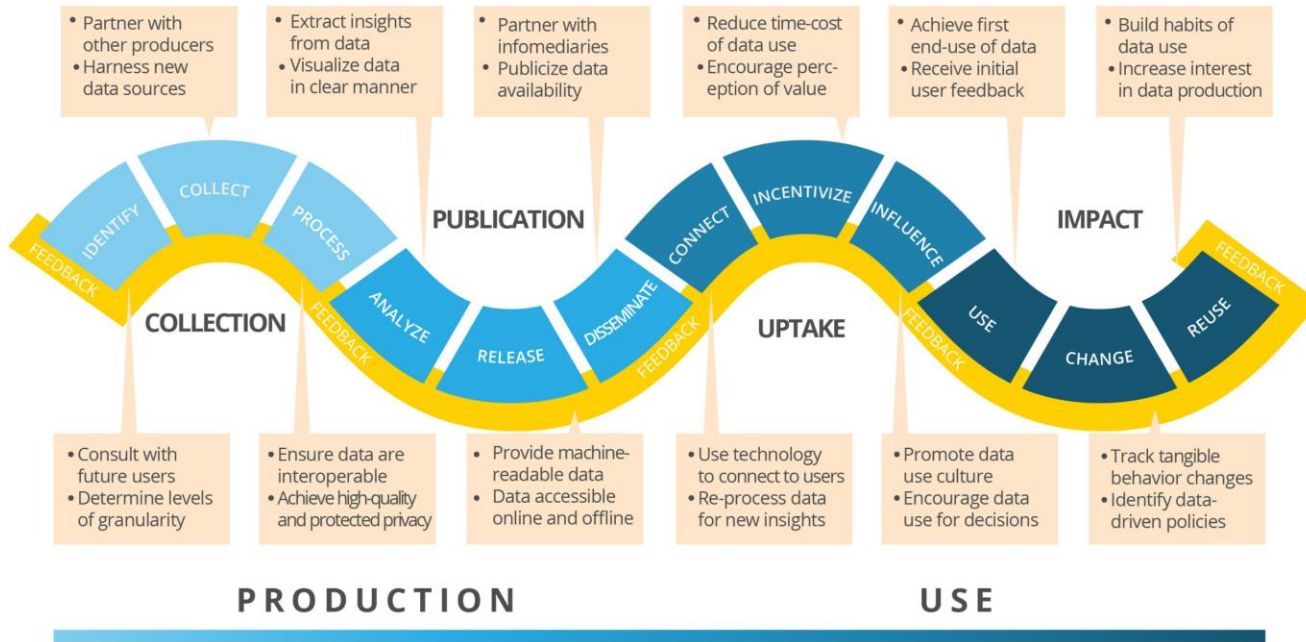 • Partner with
other producers
• Harness new
data sources
• Extract insights
from data
• Visualize data
in clear manner
• Partner with
infomediaries
• Publicize data
availability
• Reduce time-cost
of data use
• Encourage perc-
eption of value
• Achieve first
end-use of data
• Receive initial
user feedback
• Build habits of
data use
• Increase interest
in data production
IDENTIFY
COLLECT
PROCESS
ANALYZE
RELEASE
DISSEMINATE
CONNECT
INCENTIVIZE
INFLUENCE
USE
CHANGE
REUSE
FEEDBACK
FEEDBACK
FEEDBACK
FEEDBACK
FEEDBACK
COLLECTION
PUBLICATION
UPTAKE
IMPACT
• Consult with
future users
• Determine levels
of granularity
• Ensure data are
interoperable
• Achieve high-quality
and protected privacy
• Provide machine-
readable data
• Data accessible
online and offline
• Use technology
to connect to users
• Re-process data
for new insights
• Promote data
use culture
• Encourage data
use for decisions
• Track tangible
behavior changes
• Identify data-
driven policies
PRODUCTION
USE